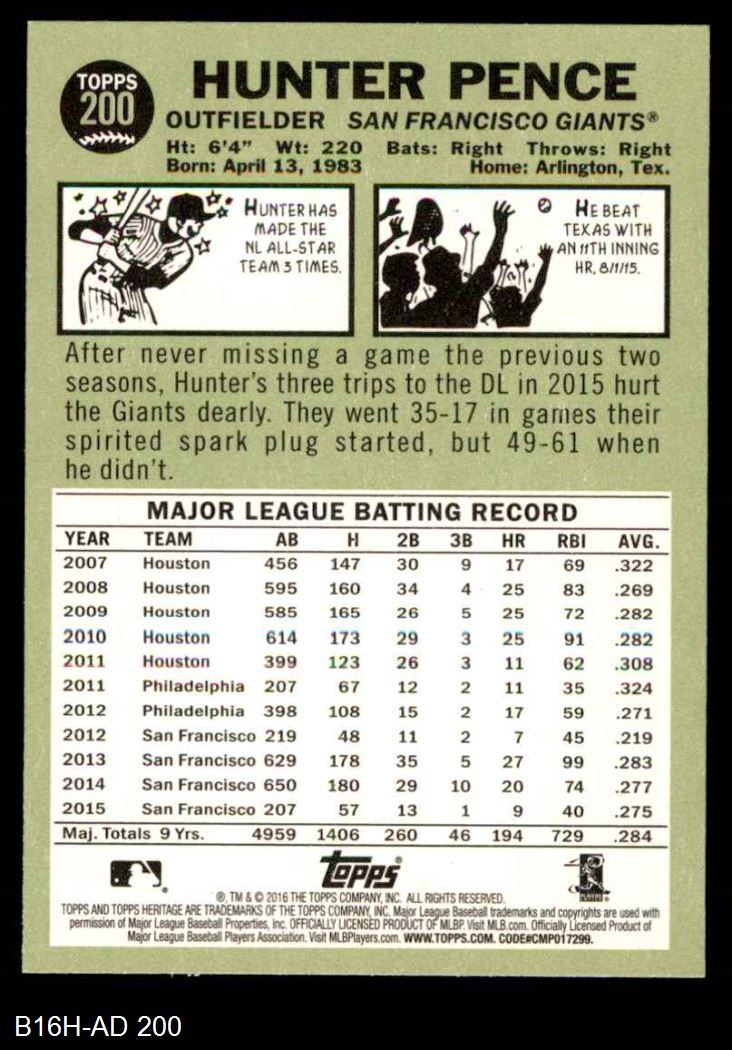 TOPPS
200
HUNTER PENCE
OUTFIELDER SAN FRANCISCO GIANTS®
Ht: 6'4" Wt: 220 Bats: Right Throws: Right
Born: April 13, 1983 Home: Arlington, Tex.
HUNTER HAS
MADE THE
NL ALL-STAR
TEAM 3 TIMES.
HE BEAT
TEXAS WITH
AN 11TH INNING
HR, 8/1/15.
After never missing a game the previous two
seasons, Hunter's three trips to the DL in 2015 hurt
the Giants dearly. They went 35-17 in games their
spirited spark plug started, but 49-61 when
he didn't.
MAJOR LEAGUE BATTING RECORD
YEAR TEAM AB H 2B 3B HR RBI AVG.
2007 Houston 456 147 30 9 17 69 .322
2008 Houston 595 160 34 4 25 83 .269
2009 Houston 585 165 26 5 25 72 .282
2010 Houston 614 173 29 3 25 91 .282
2011 Houston 399 123 26 3 11 62 .308
2011 Philadelphia 207 67 12 2 11 35 .324
2012 Philadelphia 398 108 15 2 17 59 .271
2012 San Francisco 219 48 11 2 7 45 .219
2013 San Francisco 629 178 35 5 27 99 .283
2014 San Francisco 650 180 29 10 20 74 .277
2015 San Francisco 207 57 13 1 9 40 .275
Maj. Totals 9 Yrs. 4959 1406 260 46 194 729 .284
Topps®
®, TM & © 2016 THE TOPPS COMPANY, INC. ALL RIGHTS RESERVED.
TOPPS AND TOPPS HERITAGE ARE TRADEMARKS OF THE TOPPS COMPANY, INC. Major League Baseball trademarks and copyrights are used with
permission of Major League Baseball Properties, Inc. OFFICIALLY LICENSED PRODUCT OF MLBP. Visit MLB.com. Officially Licensed Product of
Major League Baseball Players Association. Visit MLBPlayers.com. WWW.TOPPS.COM. CODE#CMP017299.
B16H-AD 200